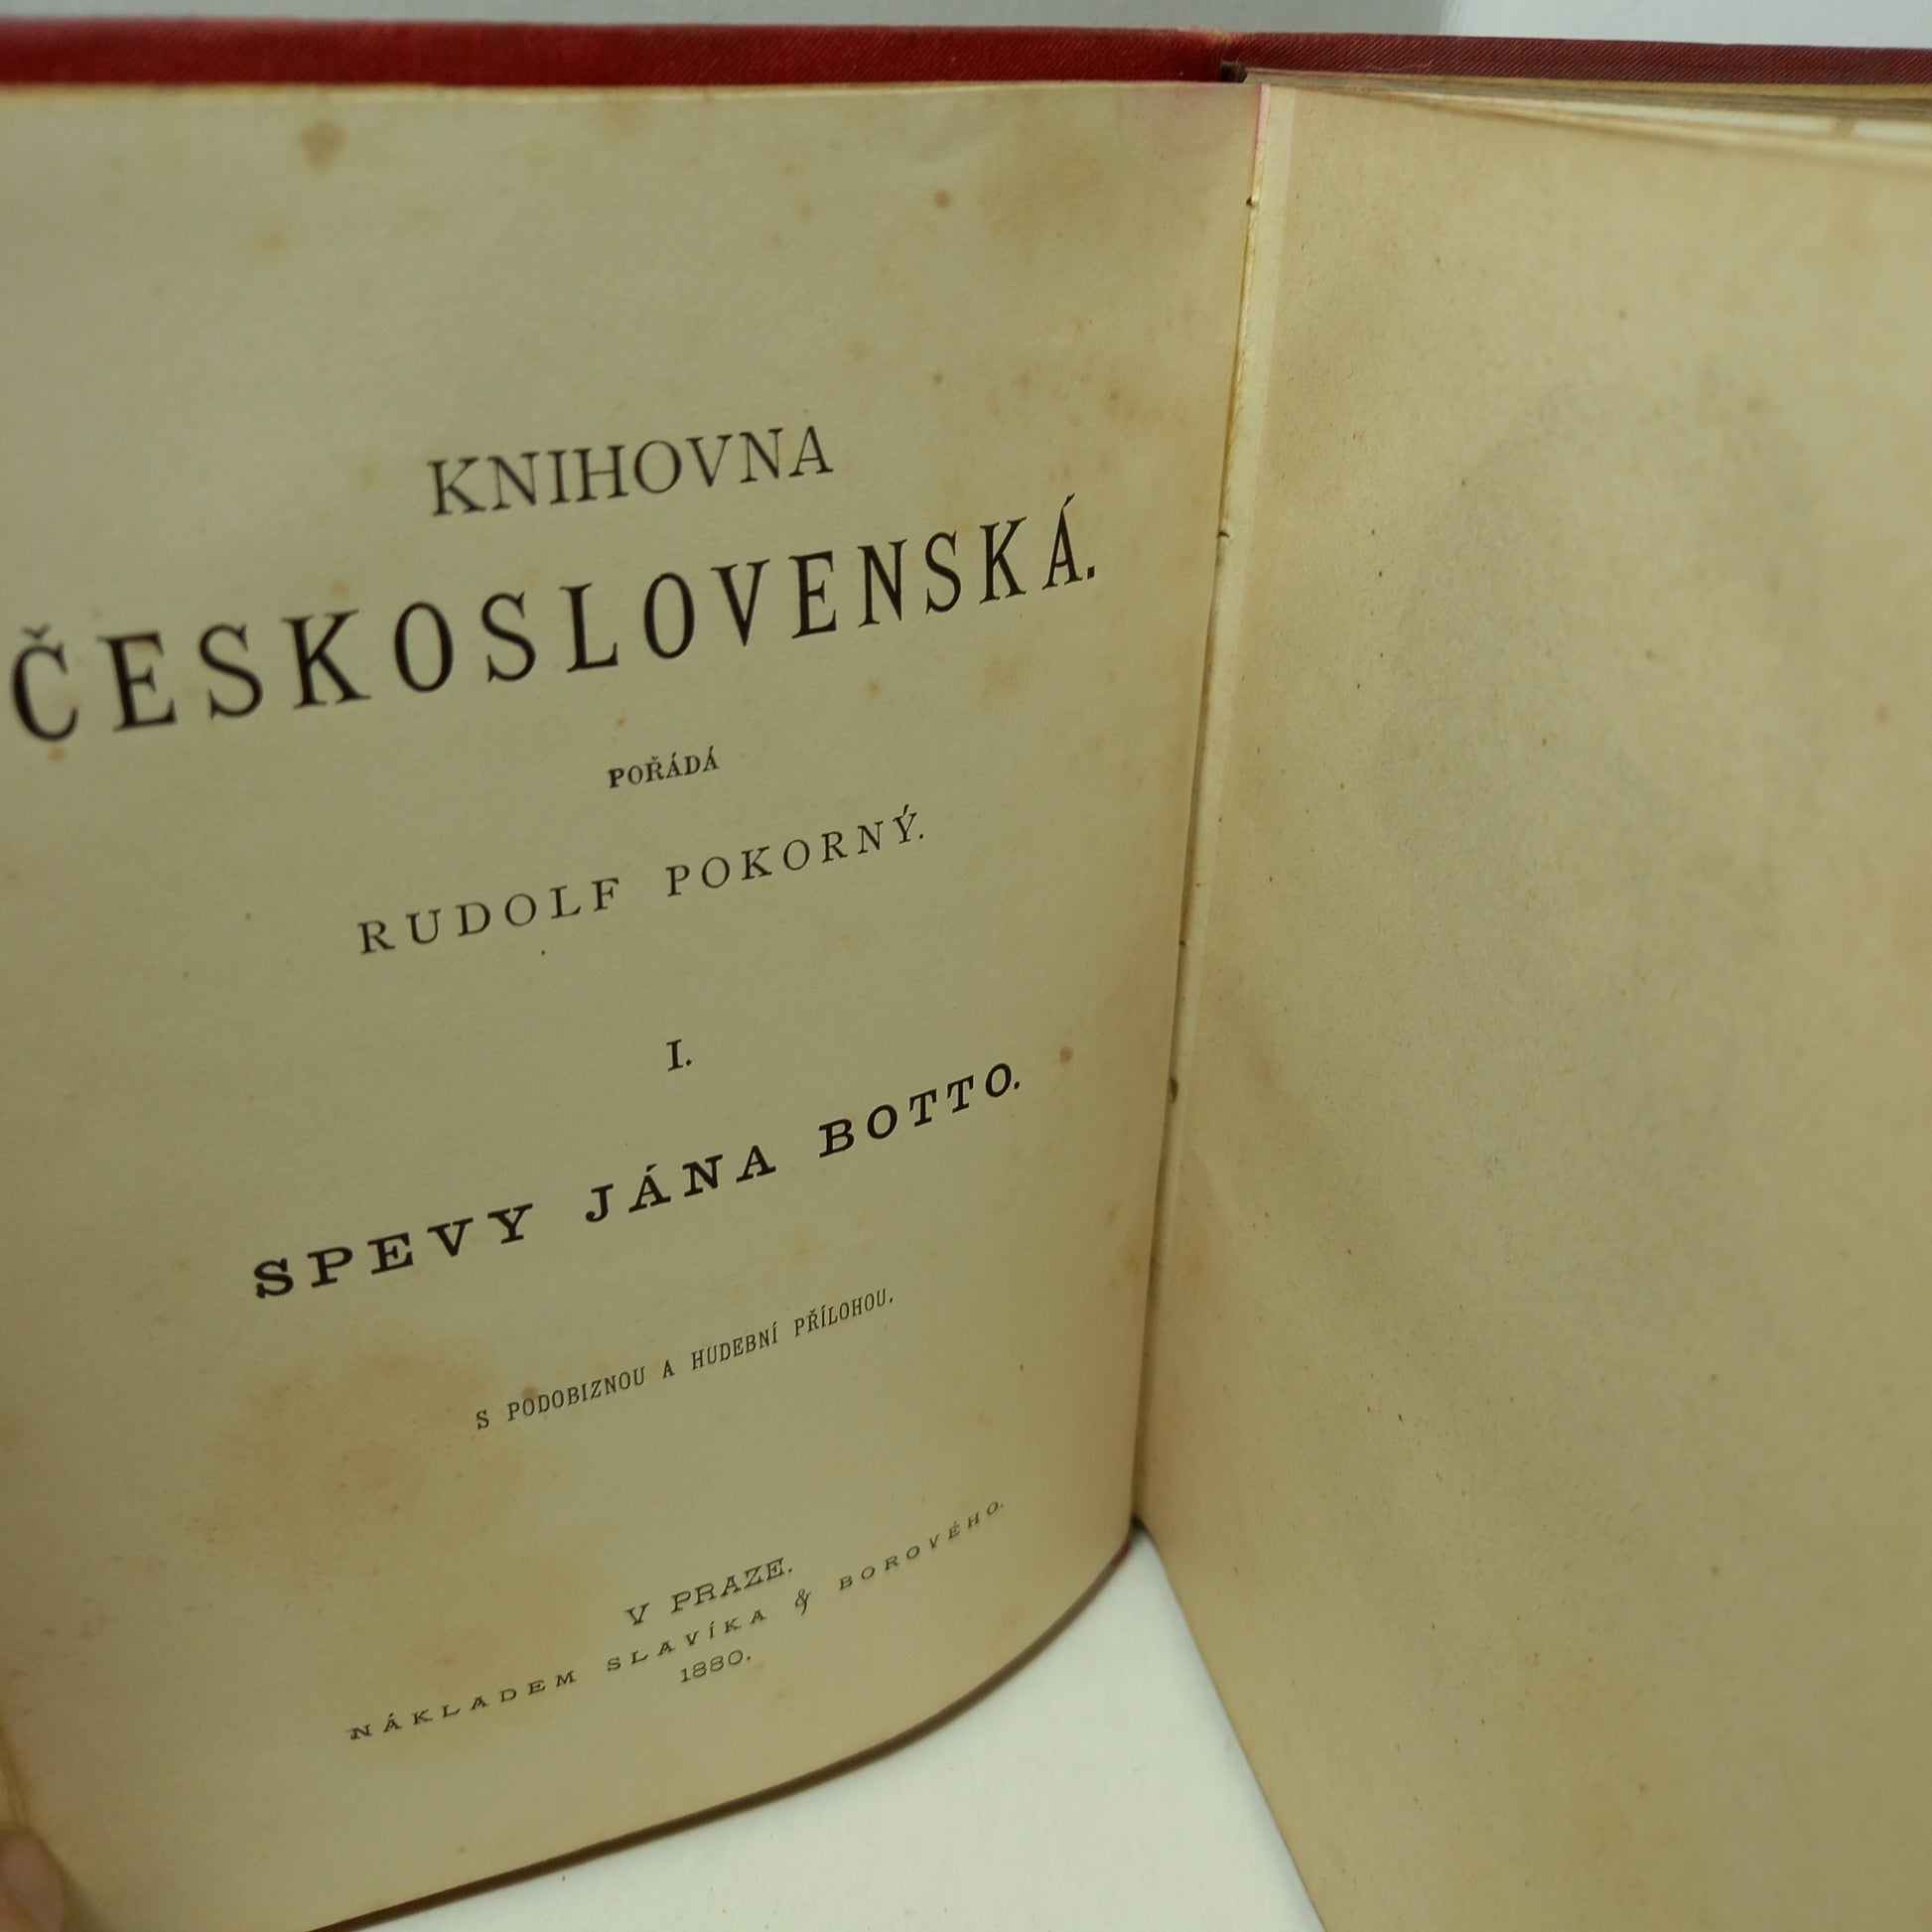 KNIHOVNA
ČESKOSLOVENSKÁ.
POŘÁDÁ
RUDOLF POKORNÝ.
I.
SPEVY JÁNA BOTTO.
S PODOBIZNOU A HUDEBNÍ PŘÍLOHOU.
V PRAZE.
NÁKLADEM SLAVÍKA & BOROVÉHO.
1880.